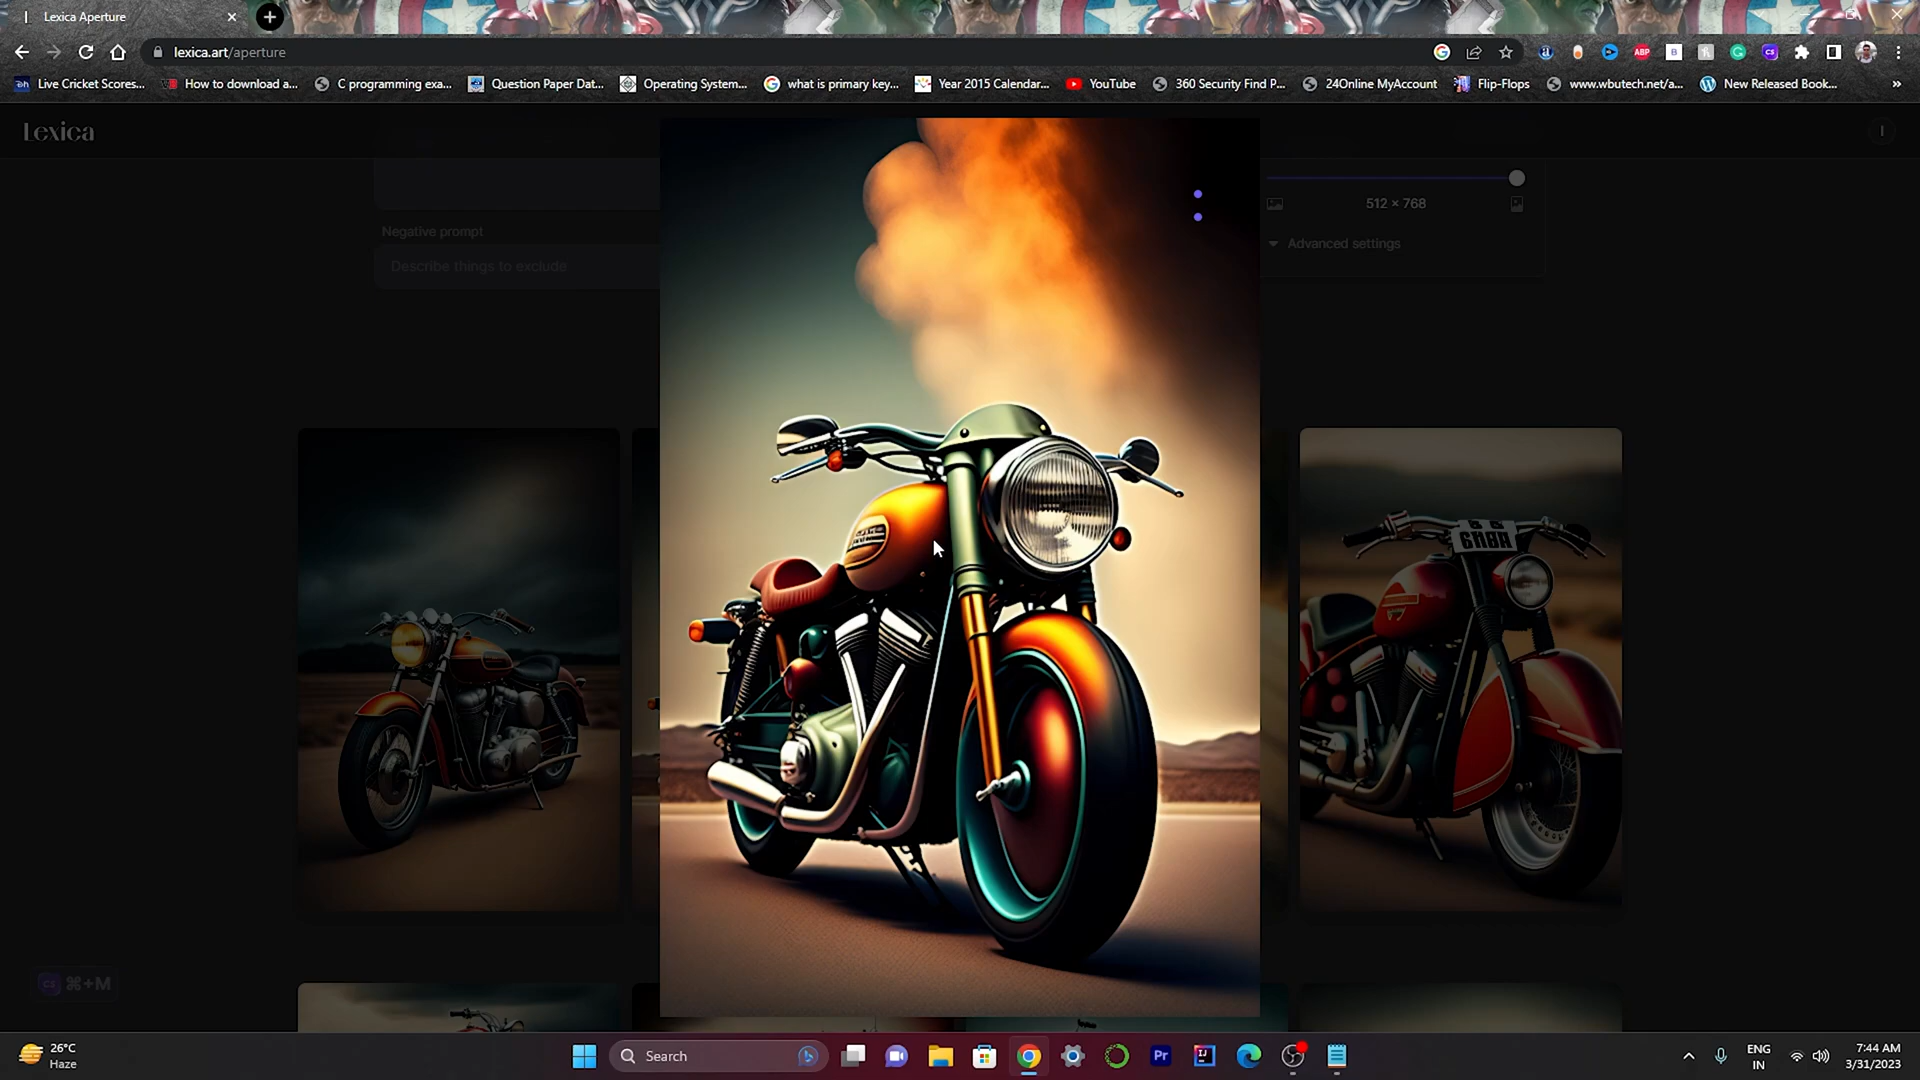 Lexica Aperture
lexica.art/aperture
Live Cricket Scores...
How to download a...
C programming exa...
Question Paper Dat...
Operating System...
what is primary key...
Year 2015 Calendar...
YouTube
360 Security Find P...
24Online MyAccount
Flip-Flops
www.wbutech.net/a...
New Released Book...
»
ABP
Lexica
I
512 × 768
Negative prompt
Advanced settings
Describe things to exclude
⌘+M
26°C
Haze
Search
Pr
ENG
IN
7:44 AM
3/31/2023